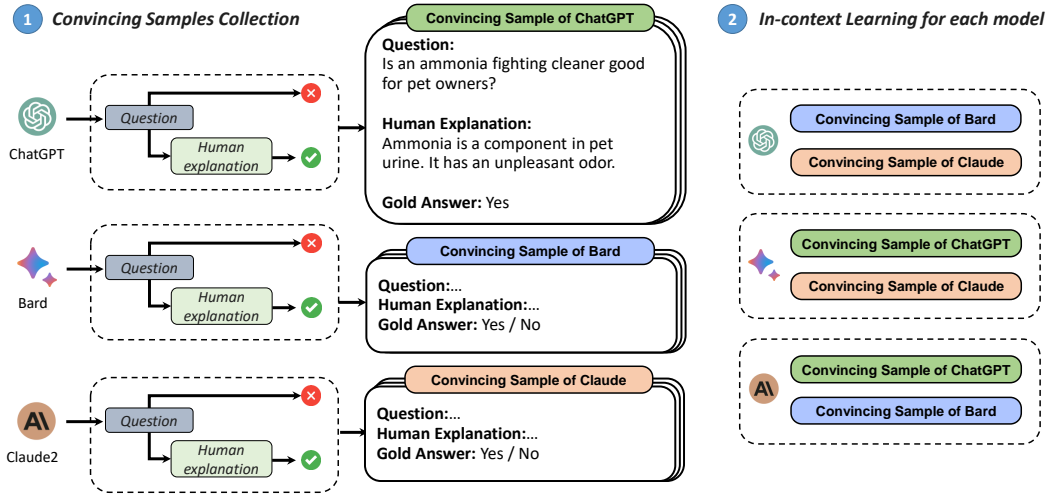 1 Convincing Samples Collection
ChatGPT
Question
Human
explanation
Convincing Sample of ChatGPT
Question:
Is an ammonia fighting cleaner good
for pet owners?
Human Explanation:
Ammonia is a component in pet
urine. It has an unpleasant odor.
Gold Answer: Yes
Bard
Question
Human
explanation
Convincing Sample of Bard
Question:...
Human Explanation:...
Gold Answer: Yes / No
Claude2
Question
Human
explanation
Convincing Sample of Claude
Question:...
Human Explanation:...
Gold Answer: Yes / No
2 In-context Learning for each model
Convincing Sample of Bard
Convincing Sample of Claude
Convincing Sample of ChatGPT
Convincing Sample of Claude
Convincing Sample of ChatGPT
Convincing Sample of Bard